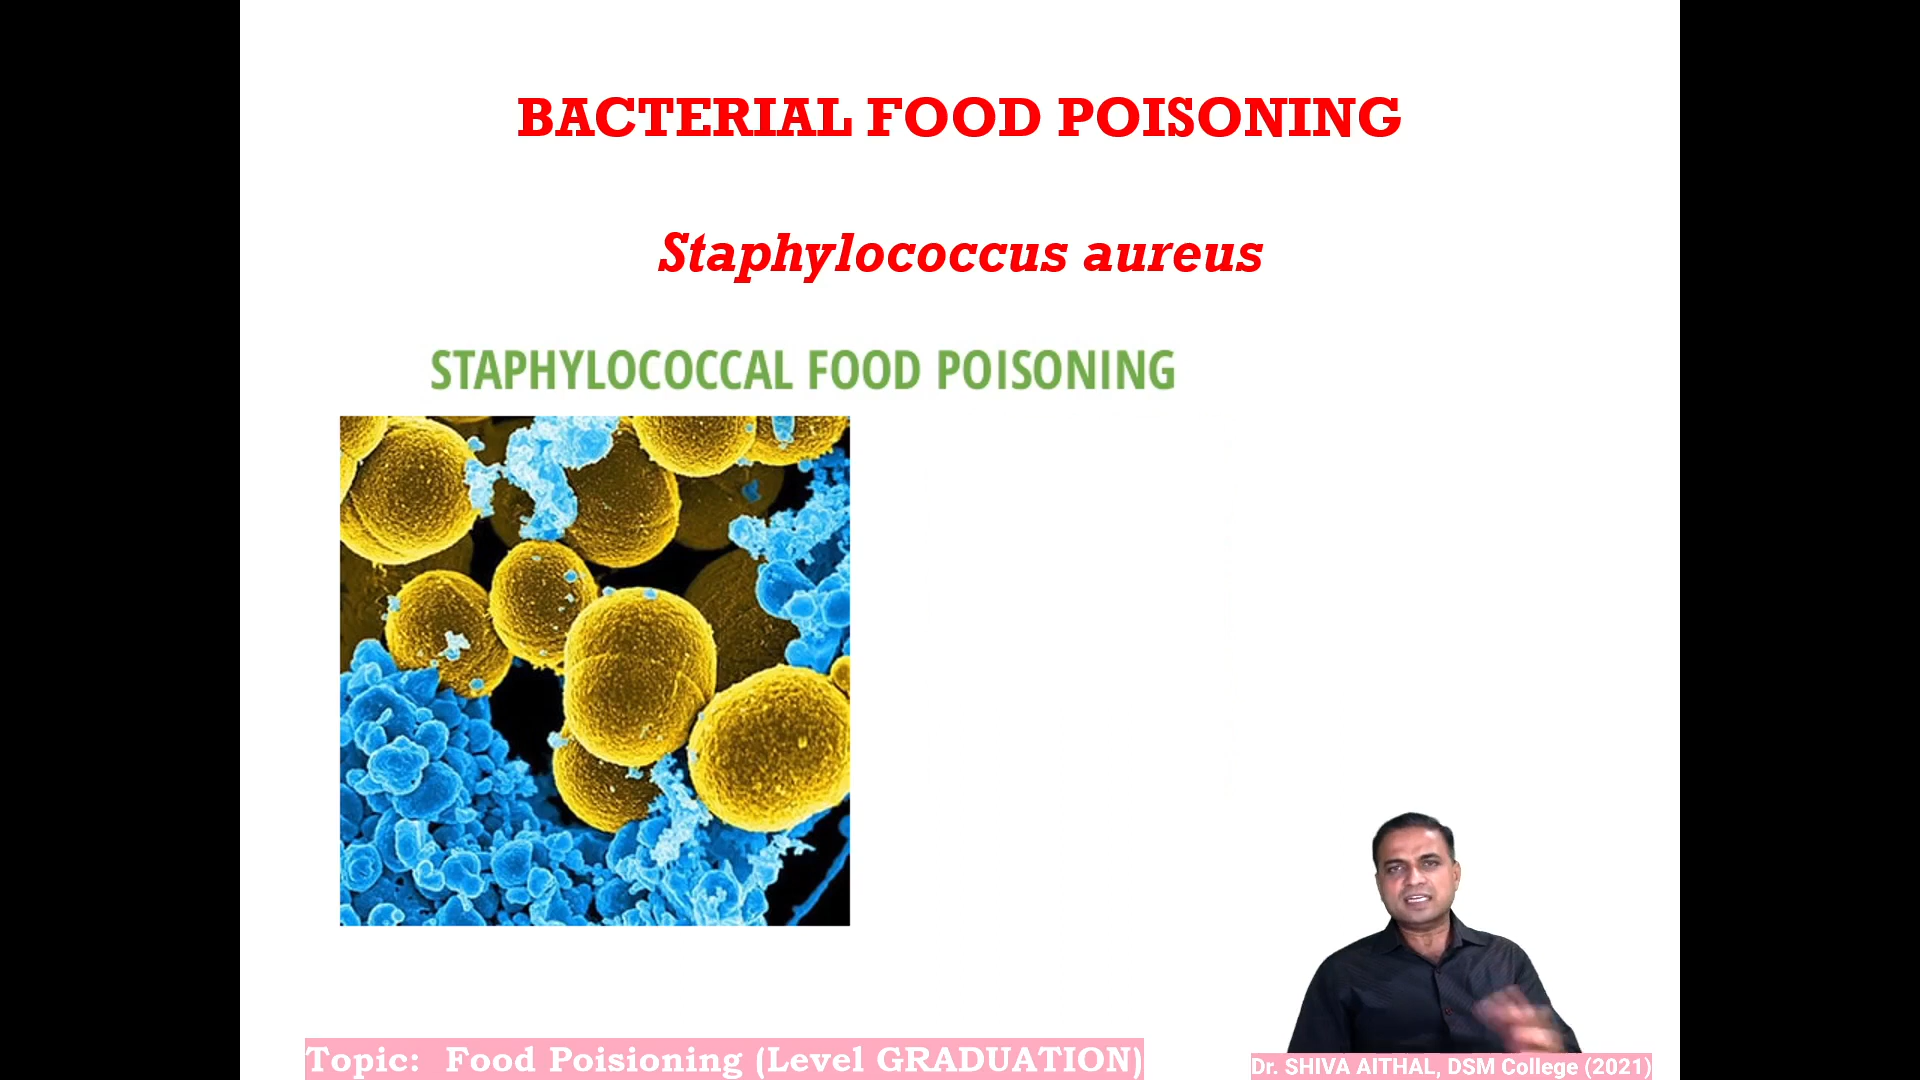 BACTERIAL FOOD POISONING
Staphylococcus aureus
STAPHYLOCOCCAL FOOD POISONING
Topic: Food Poisioning (Level GRADUATION)
Dr. SHIVA AITHAL, DSM College (2021)